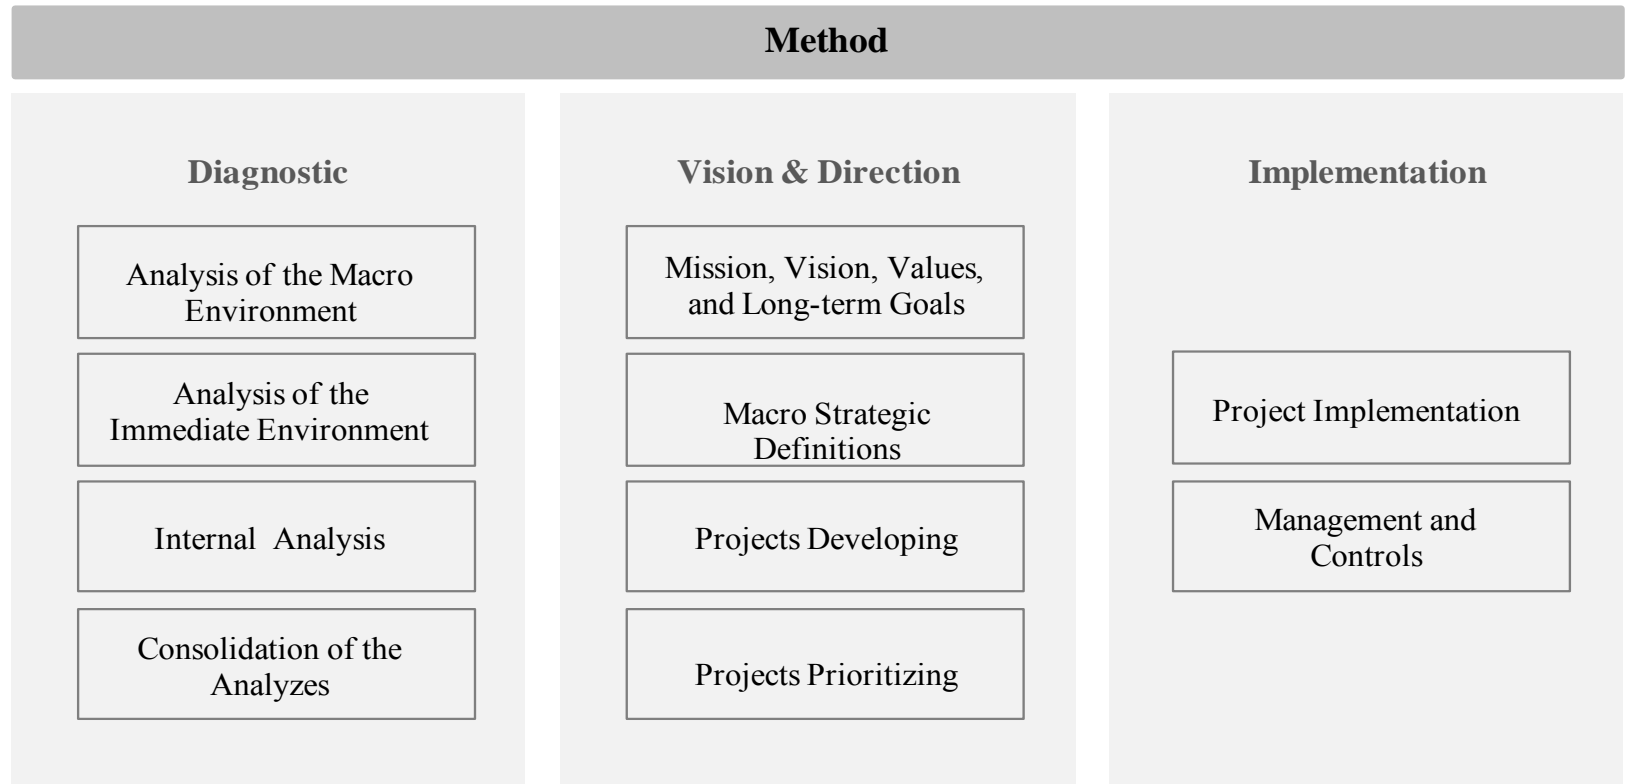 Method
Diagnostic
Analysis of the Macro
Environment
Analysis of the
Immediate Environment
Internal Analysis
Consolidation of the
Analyzes
Vision & Direction
Mission, Vision, Values,
and Long-term Goals
Macro Strategic
Definitions
Projects Developing
Projects Prioritizing
Implementation
Project Implementation
Management and
Controls